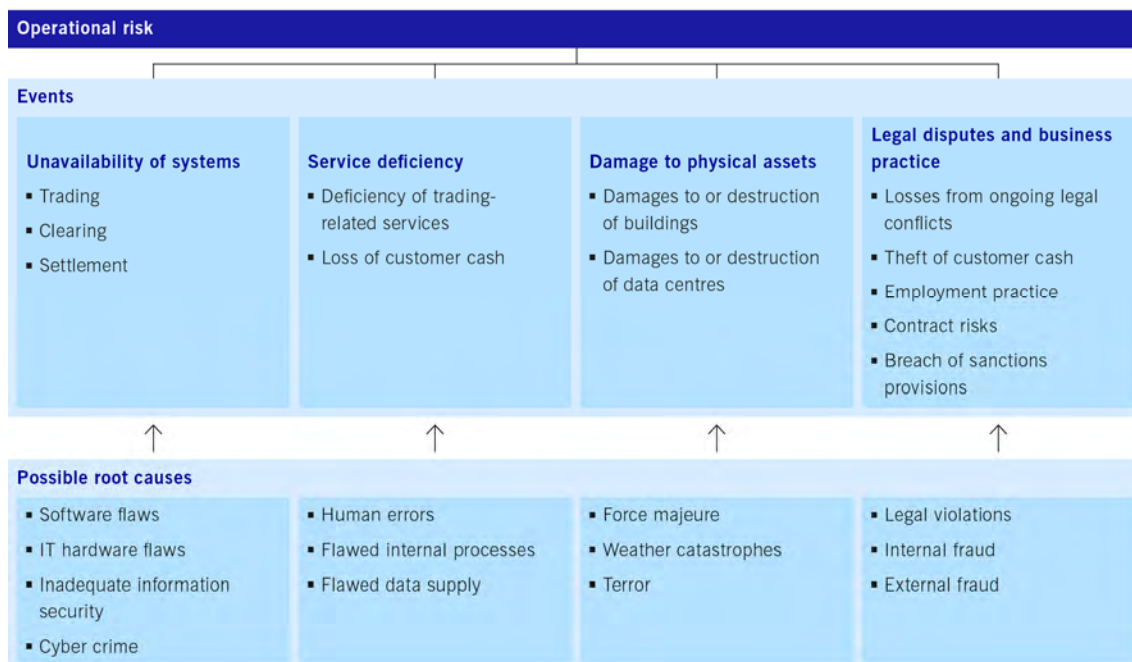 Operational risk
Events
Unavailability of systems
▪ Trading
▪ Clearing
▪ Settlement
Service deficiency
▪ Deficiency of trading-
related services
▪ Loss of customer cash
Damage to physical assets
▪ Damages to or destruction
of buildings
▪ Damages to or destruction
of data centres
Legal disputes and business
practice
▪ Losses from ongoing legal
conflicts
▪ Theft of customer cash
▪ Employment practice
▪ Contract risks
▪ Breach of sanctions
provisions
Possible root causes
▪ Software flaws
▪ IT hardware flaws
▪ Inadequate information
security
▪ Cyber crime
▪ Human errors
▪ Flawed internal processes
▪ Flawed data supply
▪ Force majeure
▪ Weather catastrophes
▪ Terror
▪ Legal violations
▪ Internal fraud
▪ External fraud